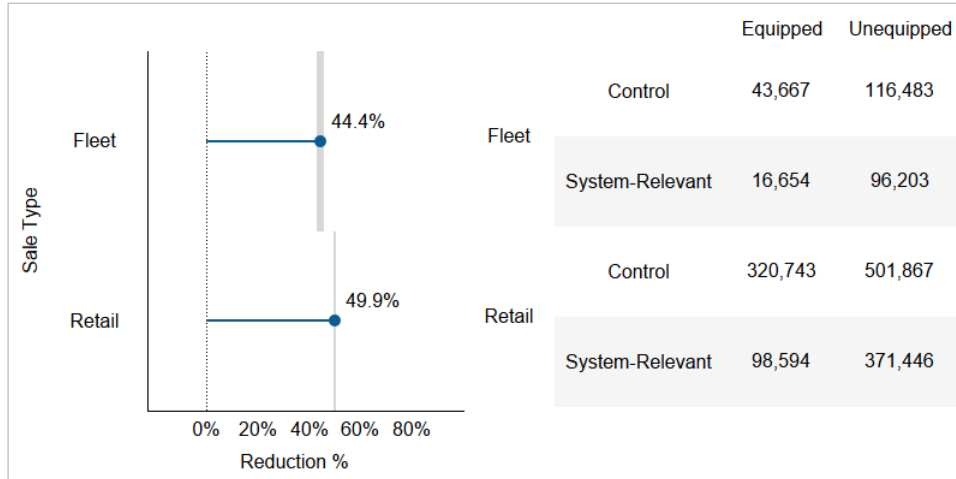 Equipped Unequipped
Sale Type
Fleet
44.4%
Retail
49.9%
0% 20% 40% 60% 80%
Reduction %
Fleet
Control 43,667 116,483
System-Relevant 16,654 96,203
Retail
Control 320,743 501,867
System-Relevant 98,594 371,446